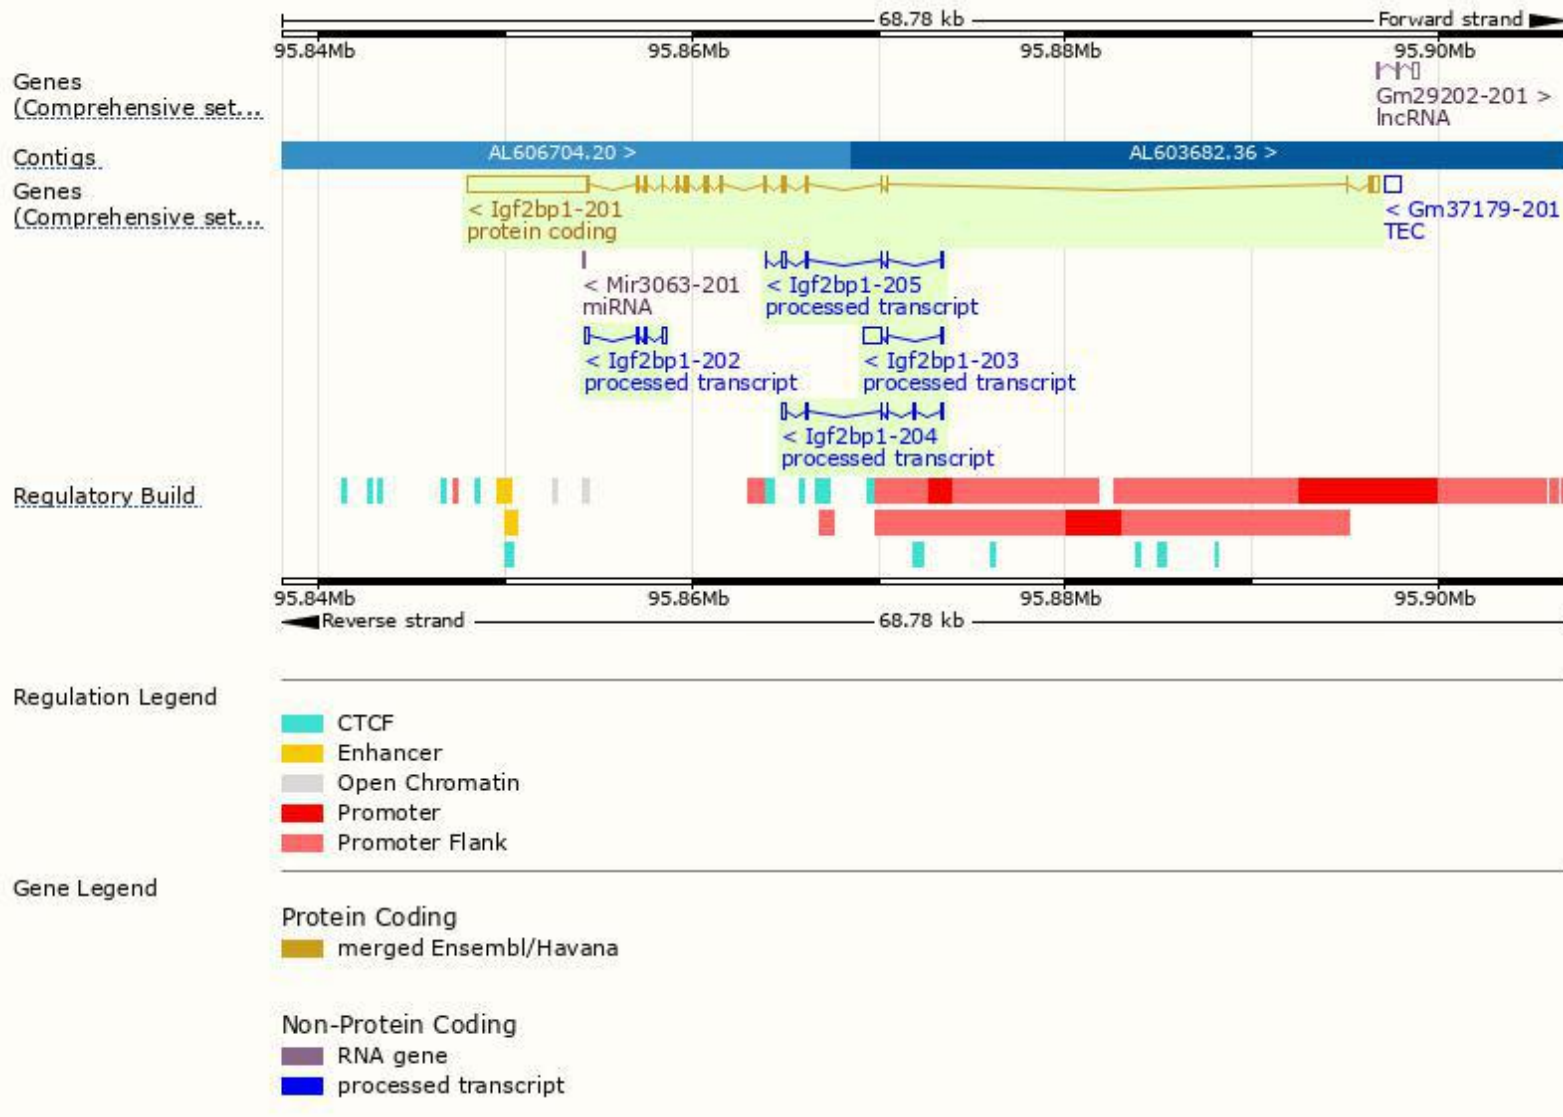 68.78 kb Forward strand
95.84Mb 95.86Mb 95.88Mb 95.90Mb
Genes
(Comprehensive set...
Gm29202-201 >
lncRNA
Contigs AL606704.20 > AL603682.36 >
Genes
(Comprehensive set...
< Igf2bp1-201 < Gm37179-201
protein coding TEC
< Mir3063-201 < Igf2bp1-205
miRNA processed transcript
< Igf2bp1-202 < Igf2bp1-203
processed transcript processed transcript
< Igf2bp1-204
processed transcript
Regulatory Build
95.84Mb 95.86Mb 95.88Mb 95.90Mb
Reverse strand 68.78 kb
Regulation Legend
CTCF
Enhancer
Open Chromatin
Promoter
Promoter Flank
Gene Legend
Protein Coding
merged Ensembl/Havana
Non-Protein Coding
RNA gene
processed transcript